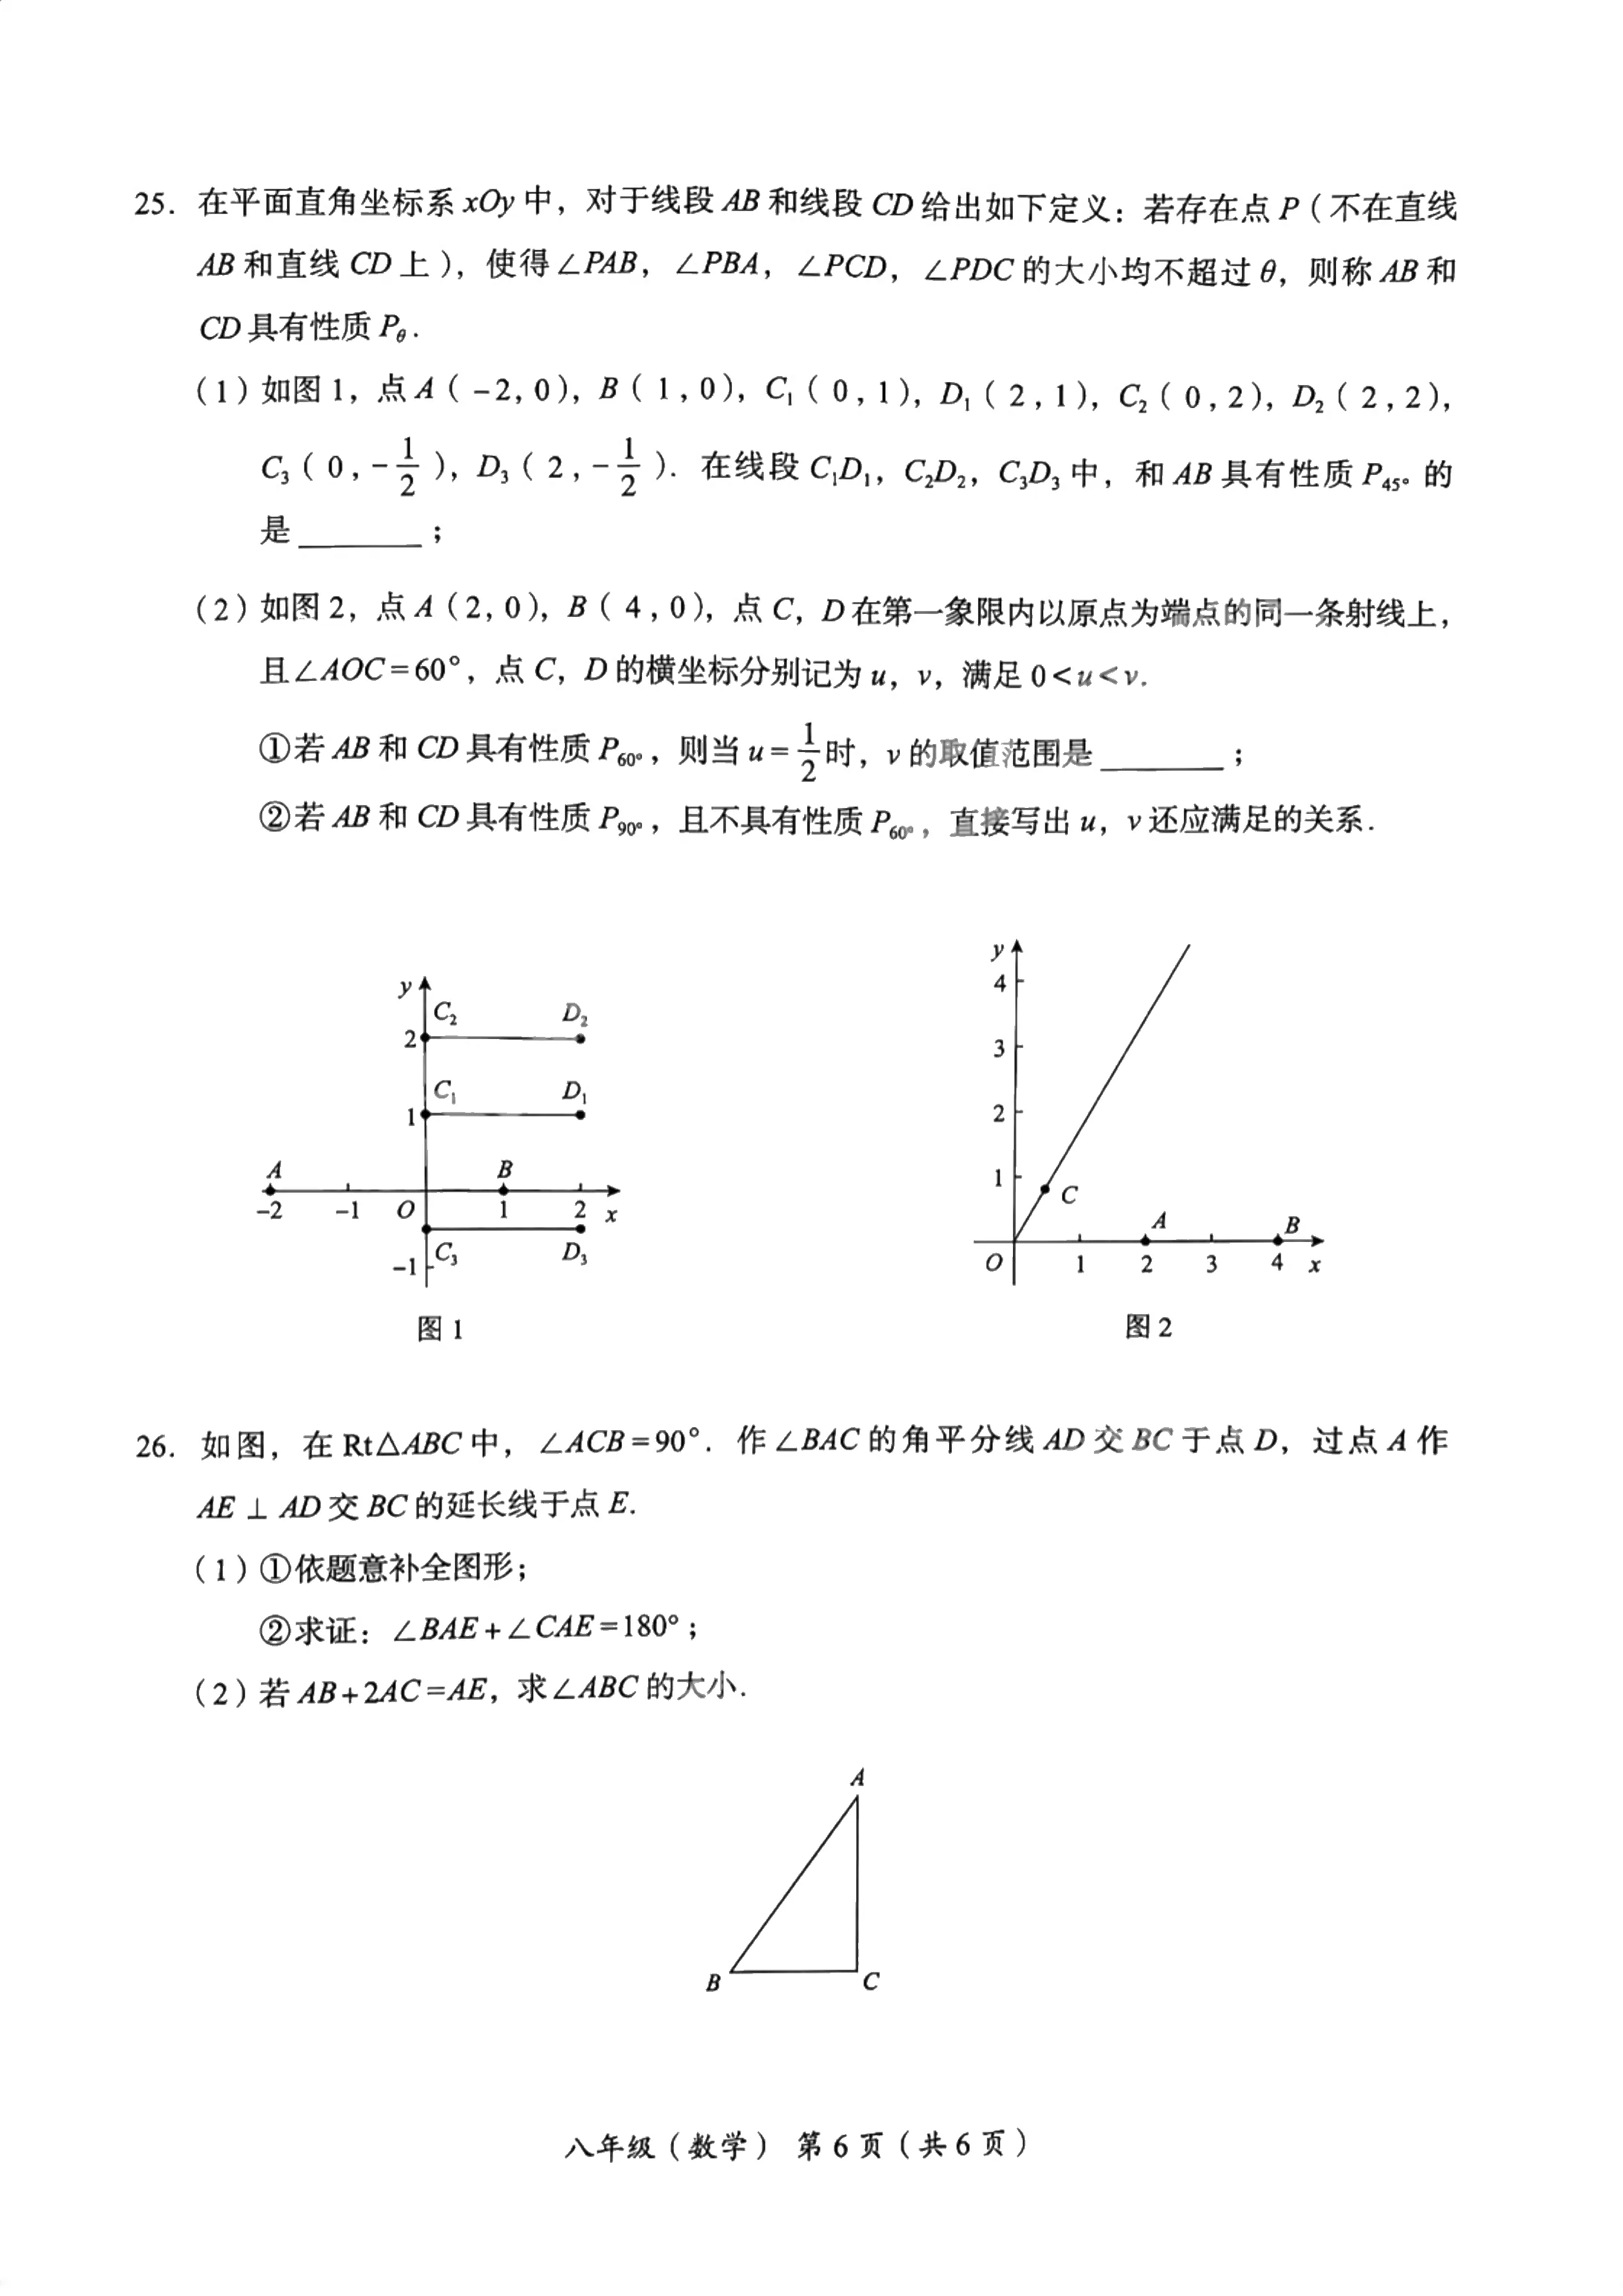 25. 在平面直角坐标系 xOy 中，对于线段 AB 和线段 CD 给出如下定义：若存在点 P（不在直线
AB 和直线 CD 上），使得∠PAB，∠PBA，∠PCD，∠PDC 的大小均不超过 θ，则称 AB 和
CD 具有性质 Pθ.
（1）如图 1，点 A（-2，0），B（1，0），C₁（0，1），D₁（2，1），C₂（0，2），D₂（2，2），
C₃（0，-1/2），D₃（2，-1/2）. 在线段 C₁D₁，C₂D₂，C₃D₃ 中，和 AB 具有性质 P₄₅° 的
是 ________；
（2）如图 2，点 A（2，0），B（4，0），点 C，D 在第一象限内以原点为端点的同一条射线上，
且∠AOC=60°，点 C，D 的横坐标分别记为 u，v，满足 0<u<v.
①若 AB 和 CD 具有性质 P₆₀°，则当 u=1/2 时，v 的取值范围是 ________；
②若 AB 和 CD 具有性质 P₉₀°，且不具有性质 P₆₀°，直接写出 u，v 还应满足的关系.
y
C₂ D₂
2
C₁ D₁
1
A B
-2 -1 O 1 2 x
C₃ D₃
-1
图 1
y
4
3
2
1
C
A B
O 1 2 3 4 x
图 2
26. 如图，在 Rt△ABC 中，∠ACB=90°. 作∠BAC 的角平分线 AD 交 BC 于点 D，过点 A 作
AE⊥AD 交 BC 的延长线于点 E.
（1）①依题意补全图形；
②求证：∠BAE+∠CAE=180°；
（2）若 AB+2AC=AE，求∠ABC 的大小.
A
B C
八年级（数学） 第 6 页（共 6 页）